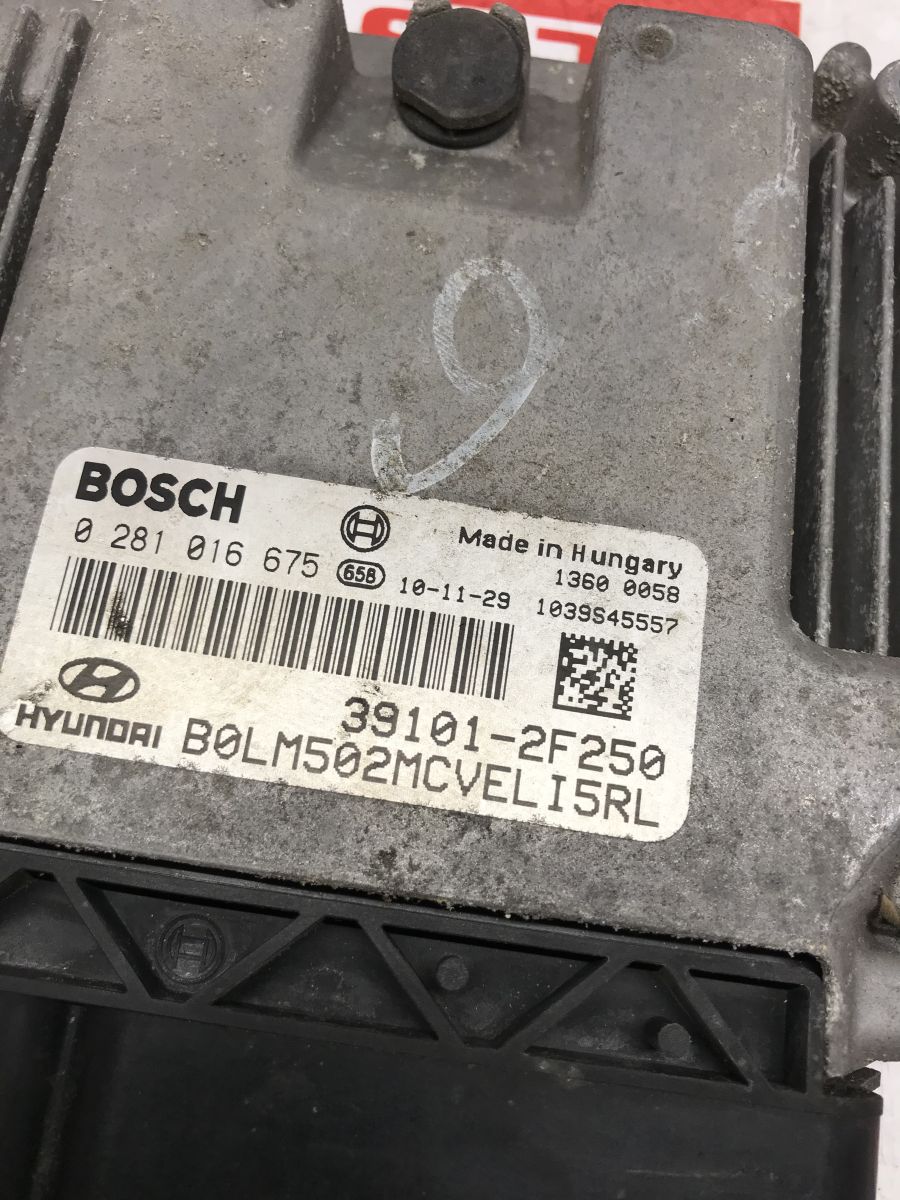 9
BOSCH
0 281 016 675
658
10-11-29
Made in Hungary
1360 0058
1039S45557
HYUNDAI
39101-2F250
B0LM502MCVELI5RL